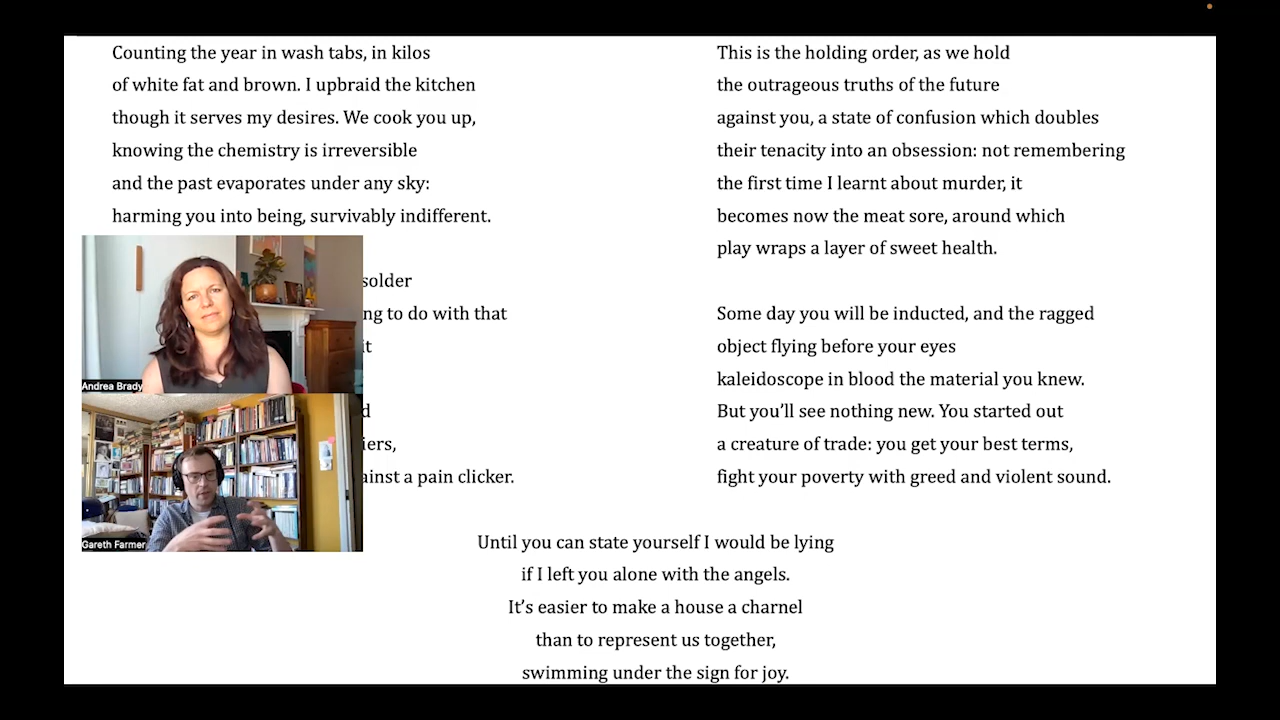 Counting the year in wash tabs, in kilos
of white fat and brown. I upbraid the kitchen
though it serves my desires. We cook you up,
knowing the chemistry is irreversible
and the past evaporates under any sky:
harming you into being, survivably indifferent.
solder
ng to do with that
it
d
iers,
ainst a pain clicker.
Andrea Brady
Gareth Farmer
This is the holding order, as we hold
the outrageous truths of the future
against you, a state of confusion which doubles
their tenacity into an obsession: not remembering
the first time I learnt about murder, it
becomes now the meat sore, around which
play wraps a layer of sweet health.
Some day you will be inducted, and the ragged
object flying before your eyes
kaleidoscope in blood the material you knew.
But you’ll see nothing new. You started out
a creature of trade: you get your best terms,
fight your poverty with greed and violent sound.
Until you can state yourself I would be lying
if I left you alone with the angels.
It’s easier to make a house a charnel
than to represent us together,
swimming under the sign for joy.